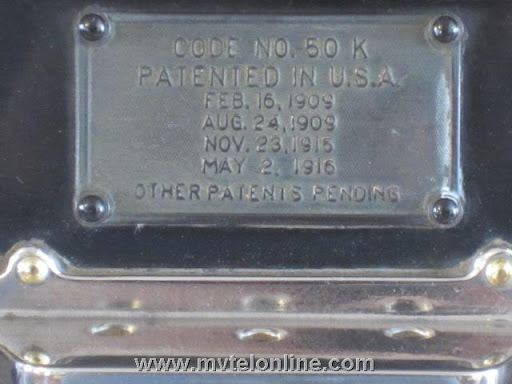 CODE NO. 50 K
PATENTED IN U.S.A.
FEB. 16, 1909
AUG. 24, 1909
NOV. 23, 1915
MAY 2, 1916
OTHER PATENTS PENDING
www.mvtelonline.com